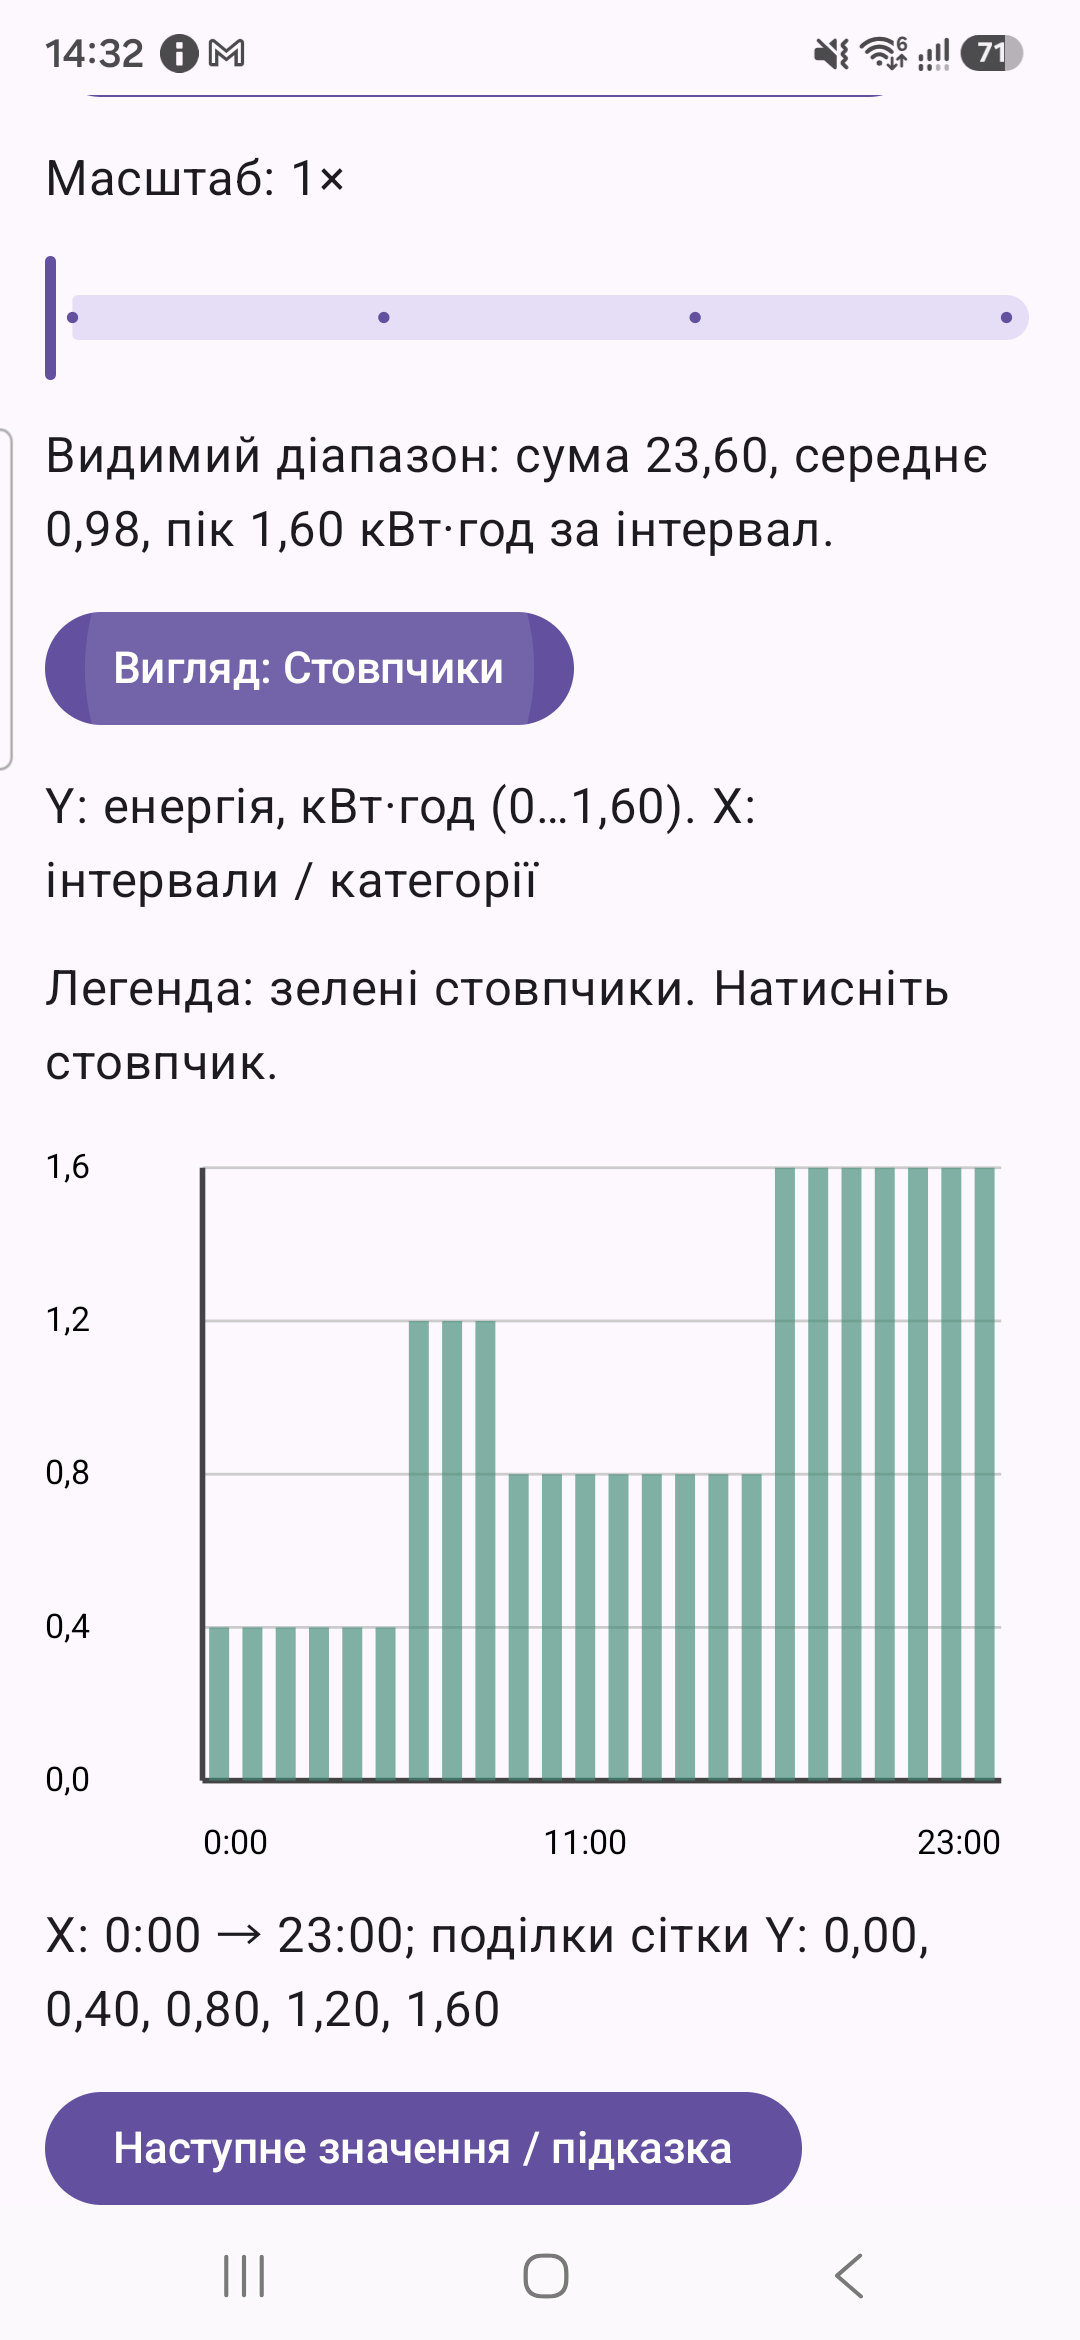 14:32
6
71
Масштаб: 1×
Видимий діапазон: сума 23,60, середнє
0,98, пік 1,60 кВт·год за інтервал.
Вигляд: Стовпчики
Y: енергія, кВт·год (0…1,60). X:
інтервали / категорії
Легенда: зелені стовпчики. Натисніть
стовпчик.
1,6
1,2
0,8
0,4
0,0
0:00 11:00 23:00
X: 0:00 → 23:00; поділки сітки Y: 0,00,
0,40, 0,80, 1,20, 1,60
Наступне значення / підказка